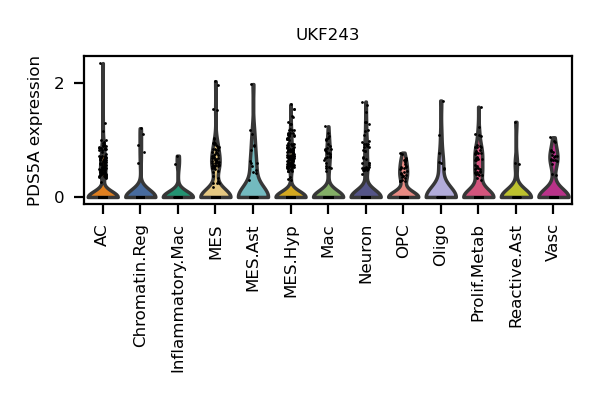 UKF243
PDS5A expression
2
0
AC
Chromatin.Reg
Inflammatory.Mac
MES
MES.Ast
MES.Hyp
Mac
Neuron
OPC
Oligo
Prolif.Metab
Reactive.Ast
Vasc